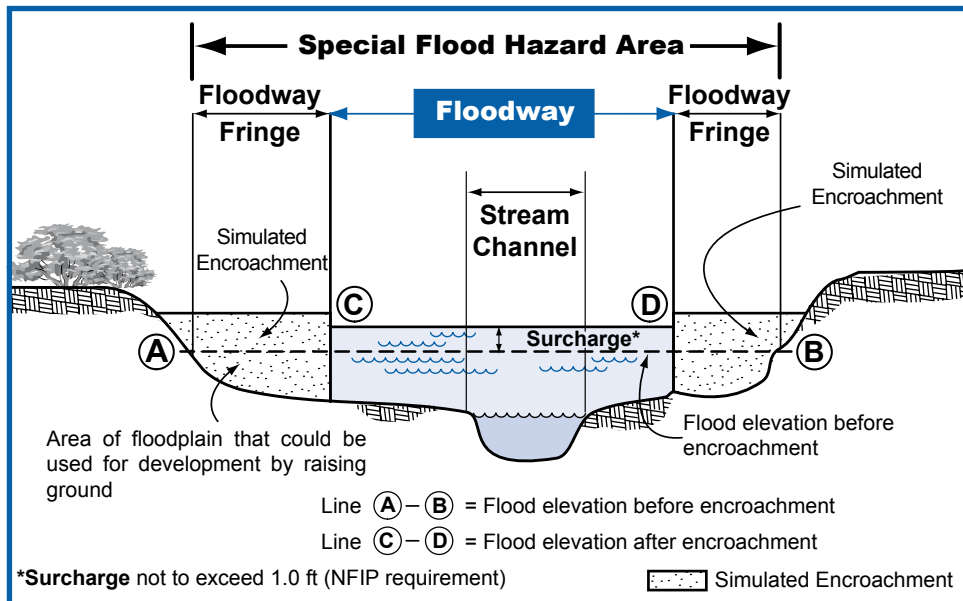 Special Flood Hazard Area
Floodway
Fringe
Floodway
Floodway
Fringe
Simulated
Encroachment
Stream
Channel
Simulated
Encroachment
C
D
Surcharge*
A
B
Area of floodplain that could be
used for development by raising
ground
Flood elevation before
encroachment
Line A – B = Flood elevation before encroachment
Line C – D = Flood elevation after encroachment
*Surcharge not to exceed 1.0 ft (NFIP requirement)
Simulated Encroachment